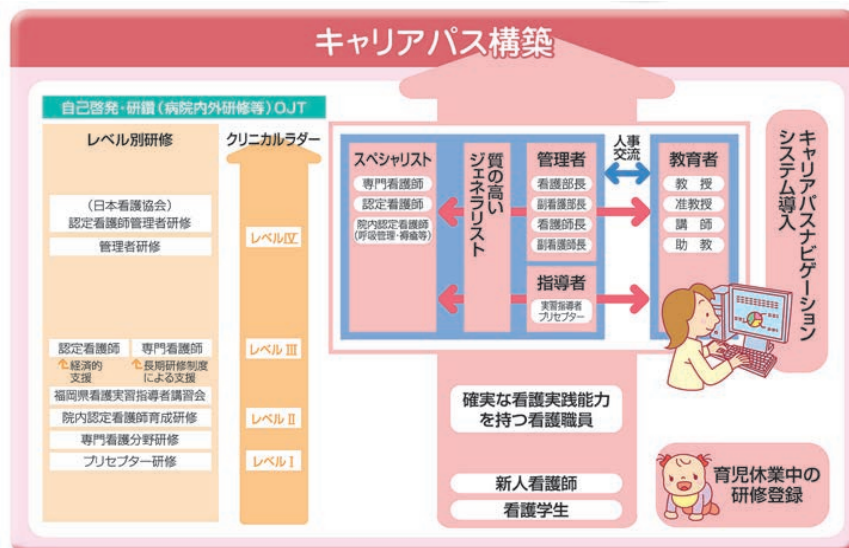 キャリアパス構築
自己啓発・研鑽(病院内外研修等)OJT
レベル別研修
(日本看護協会)
認定看護師管理者研修
管理者研修
認定看護師
専門看護師
経済的
支援
長期研修制度
による支援
福岡県看護実習指導者講習会
院内認定看護師育成研修
専門看護分野研修
プリセプター研修
クリニカルラダー
レベルⅣ
レベルⅢ
レベルⅡ
レベルⅠ
スペシャリスト
専門看護師
認定看護師
院内認定看護師
(呼吸管理・褥瘡等)
質の高い
ジェネラリスト
管理者
看護部長
副看護部長
看護師長
副看護師長
指導者
実習指導者
プリセプター
人事
交流
教育者
教 授
准教授
講 師
助 教
確実な看護実践能力
を持つ看護職員
新人看護師
看護学生
キャリアパスナビゲーション
システム導入
育児休業中の
研修登録